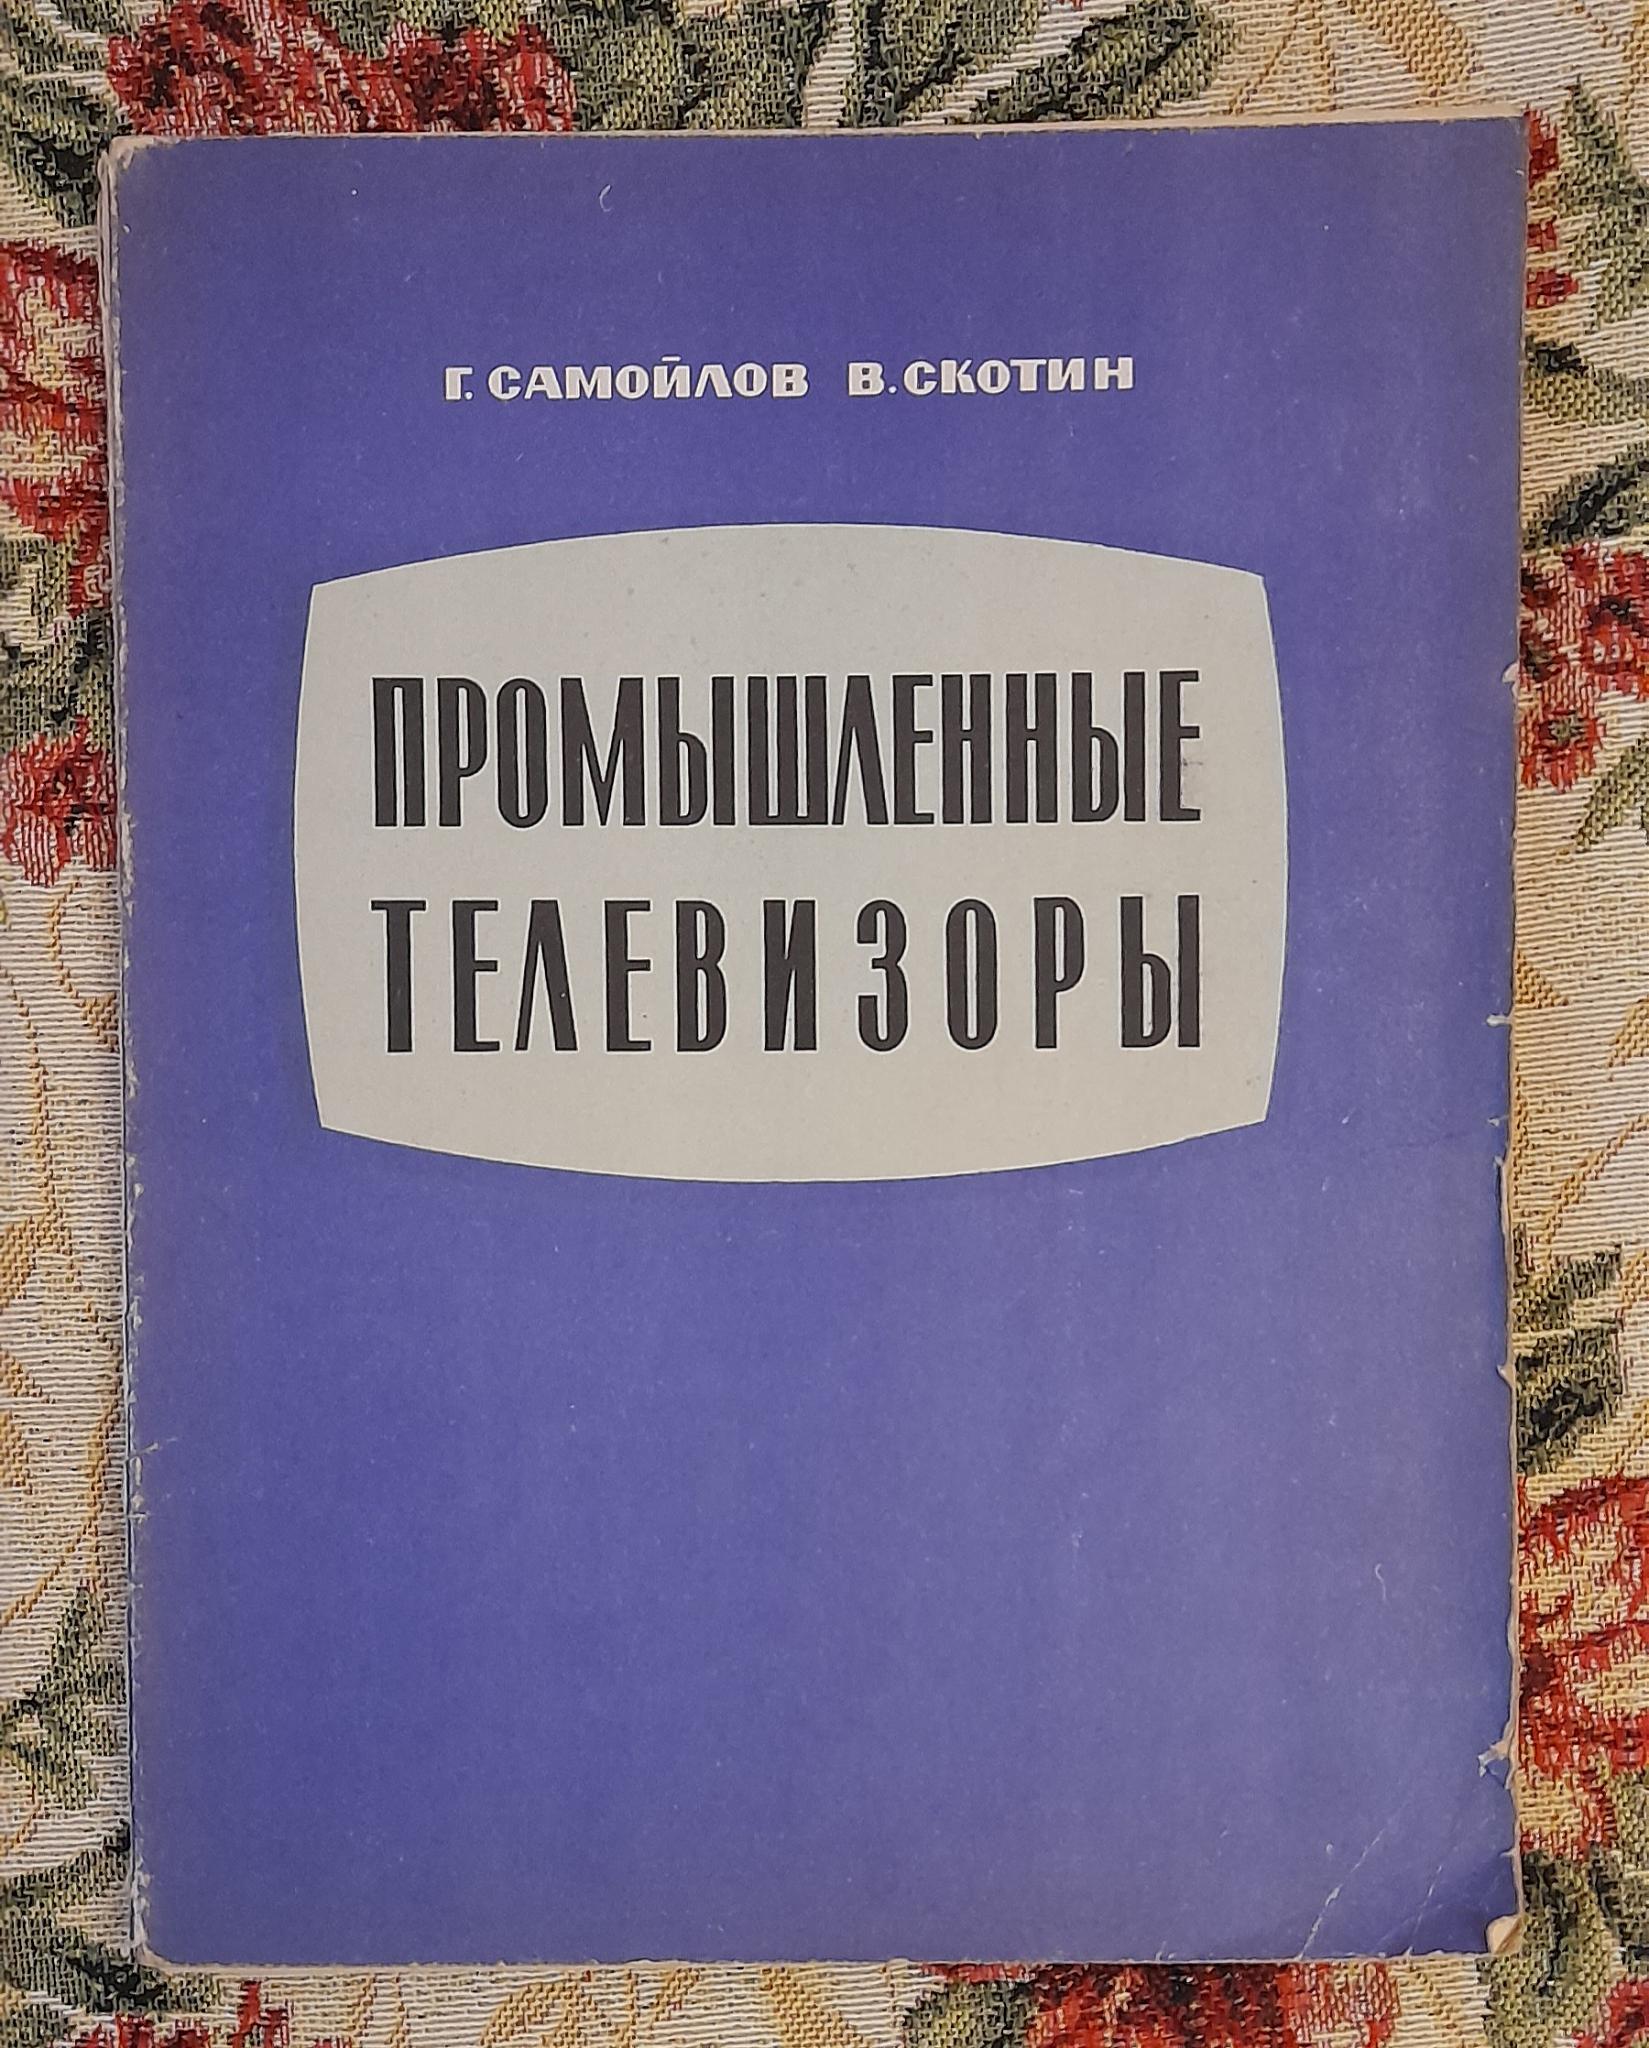 Г. САМОЙЛОВ В. СКОТИН
ПРОМЫШЛЕННЫЕ
ТЕЛЕВИЗОРЫ